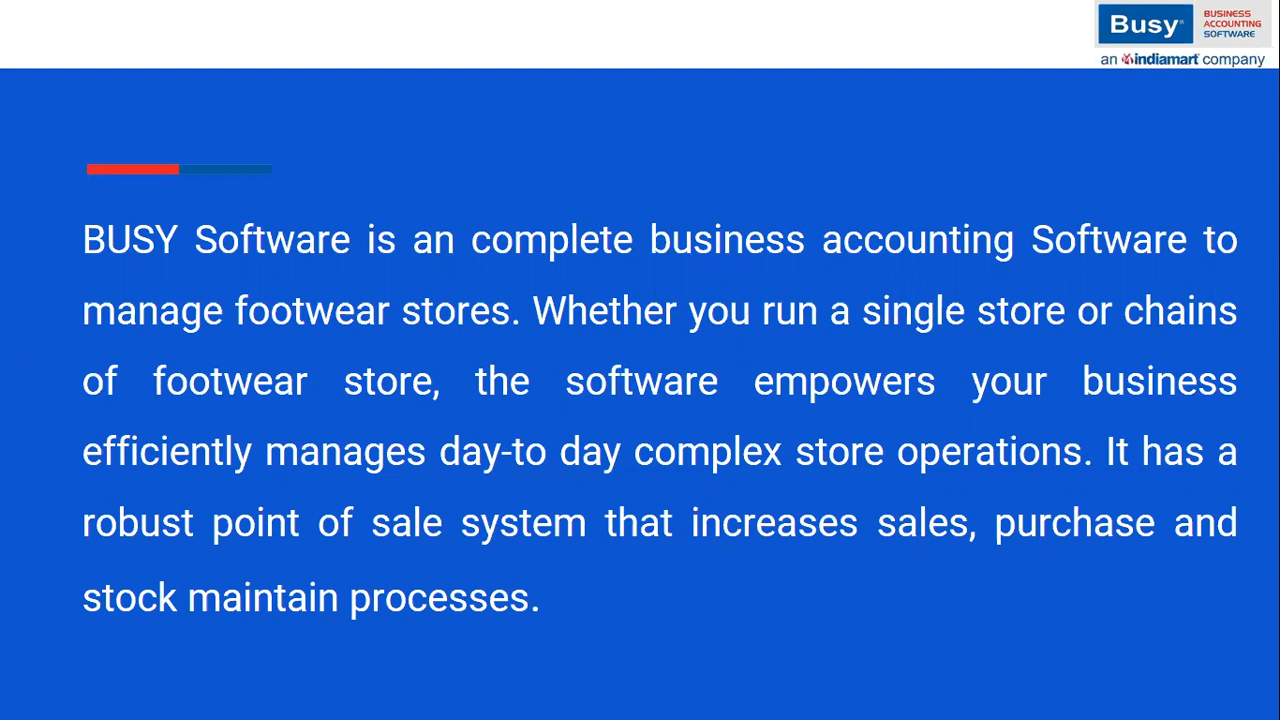 Busy
BUSINESS
ACCOUNTING
SOFTWARE
an indiamart company
BUSY Software is an complete business accounting Software to
manage footwear stores. Whether you run a single store or chains
of footwear store, the software empowers your business
efficiently manages day-to day complex store operations. It has a
robust point of sale system that increases sales, purchase and
stock maintain processes.